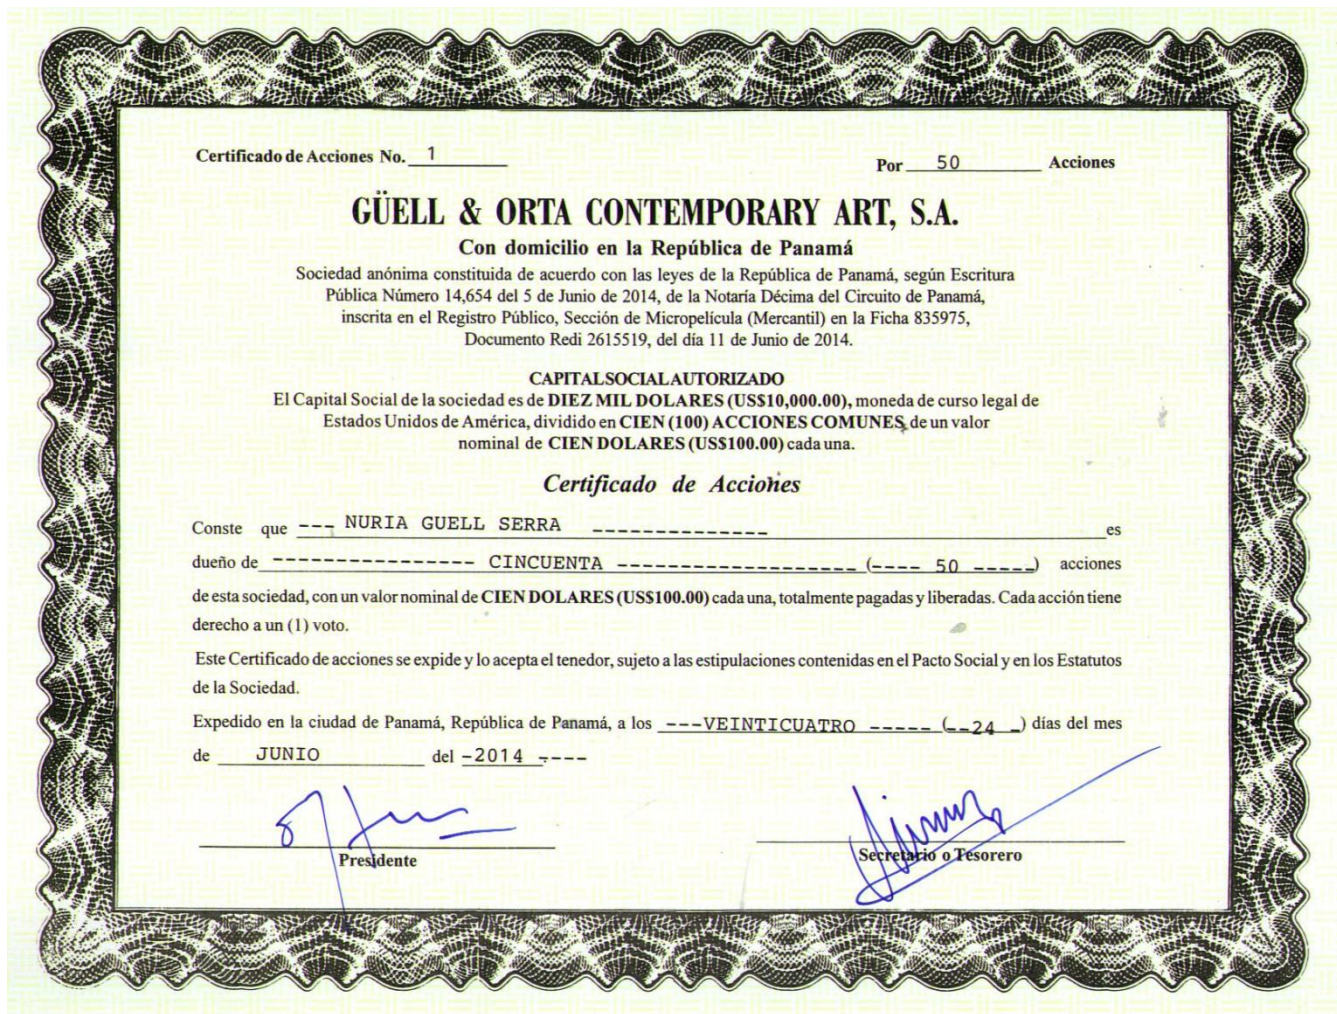 Certificado de Acciones No. 1
Por 50 Acciones
GÜELL & ORTA CONTEMPORARY ART, S.A.
Con domicilio en la República de Panamá
Sociedad anónima constituida de acuerdo con las leyes de la República de Panamá, según Escritura
Pública Número 14,654 del 5 de Junio de 2014, de la Notaría Décima del Circuito de Panamá,
inscrita en el Registro Público, Sección de Micropelícula (Mercantil) en la Ficha 835975,
Documento Redi 2615519, del día 11 de Junio de 2014.
CAPITAL SOCIAL AUTORIZADO
El Capital Social de la sociedad es de DIEZ MIL DOLARES (US$10,000.00), moneda de curso legal de
Estados Unidos de América, dividido en CIEN (100) ACCIONES COMUNES, de un valor
nominal de CIEN DOLARES (US$100.00) cada una.
Certificado de Acciones
Conste que --- NURIA GUELL SERRA -------------- es
dueño de ---------------- CINCUENTA ------------------- (---- 50 -----) acciones
de esta sociedad, con un valor nominal de CIEN DOLARES (US$100.00) cada una, totalmente pagadas y liberadas. Cada acción tiene
derecho a un (1) voto.
Este Certificado de acciones se expide y lo acepta el tenedor, sujeto a las estipulaciones contenidas en el Pacto Social y en los Estatutos
de la Sociedad.
Expedido en la ciudad de Panamá, República de Panamá, a los ---VEINTICUATRO ----- (--24 -) días del mes
de JUNIO del -2014 ----
Presidente
Secretario o Tesorero